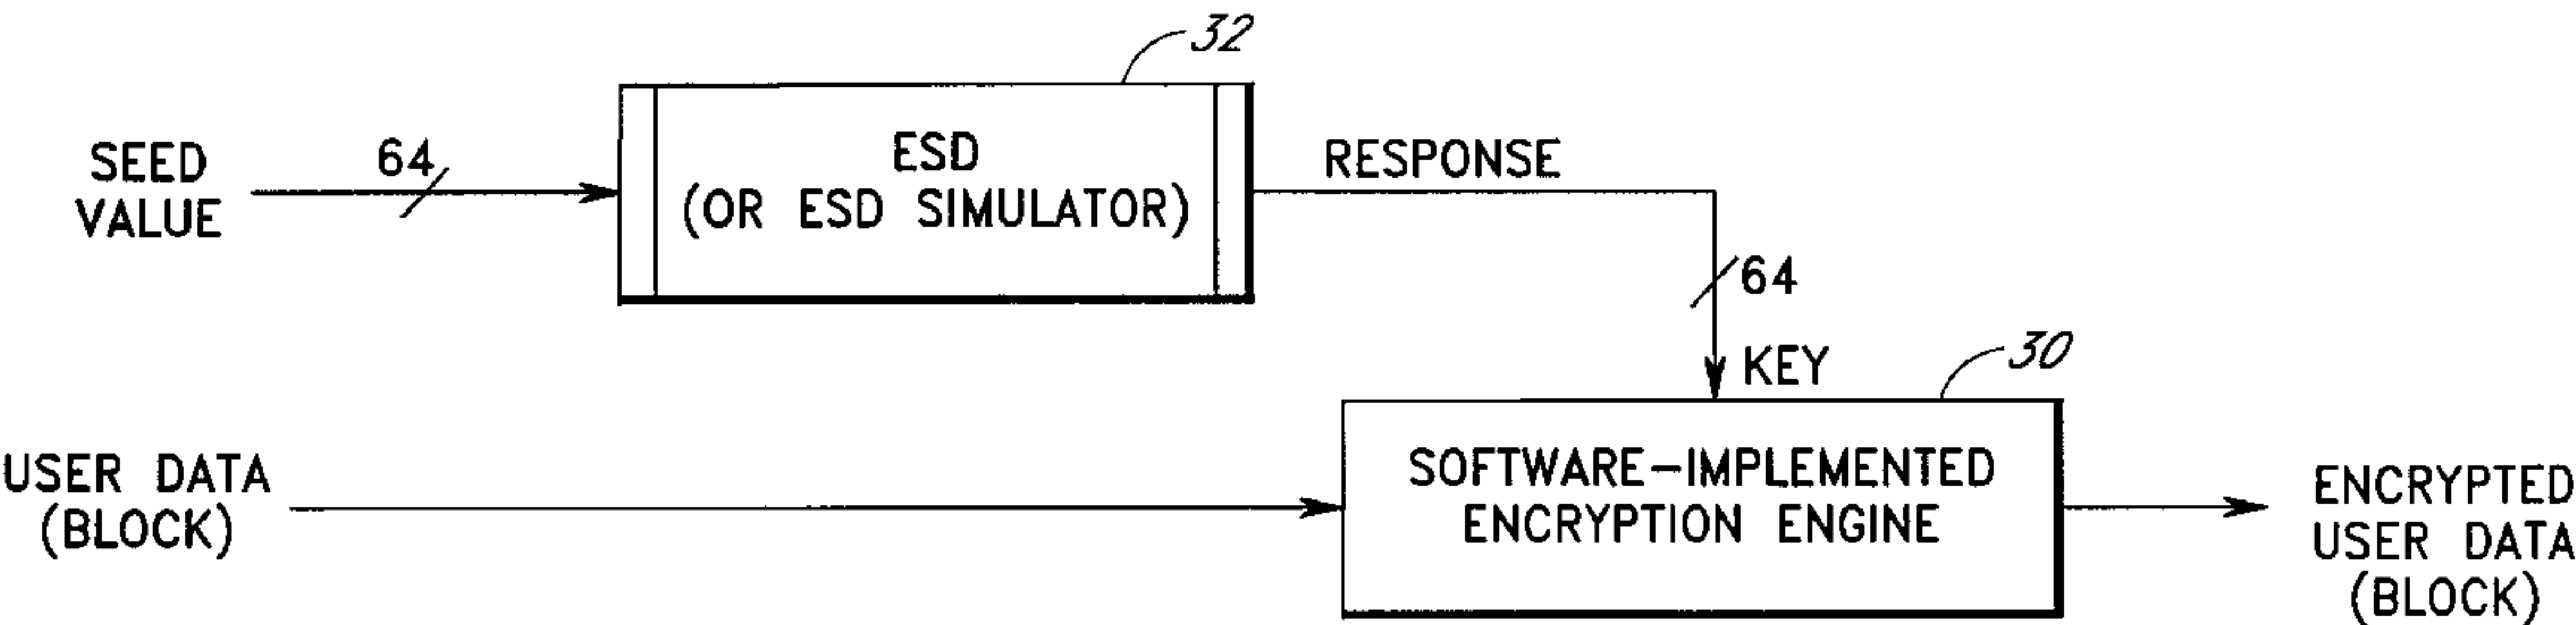 32
SEED
VALUE
64
ESD
(OR ESD SIMULATOR)
RESPONSE
64
KEY
30
USER DATA
(BLOCK)
SOFTWARE-IMPLEMENTED
ENCRYPTION ENGINE
ENCRYPTED
USER DATA
(BLOCK)